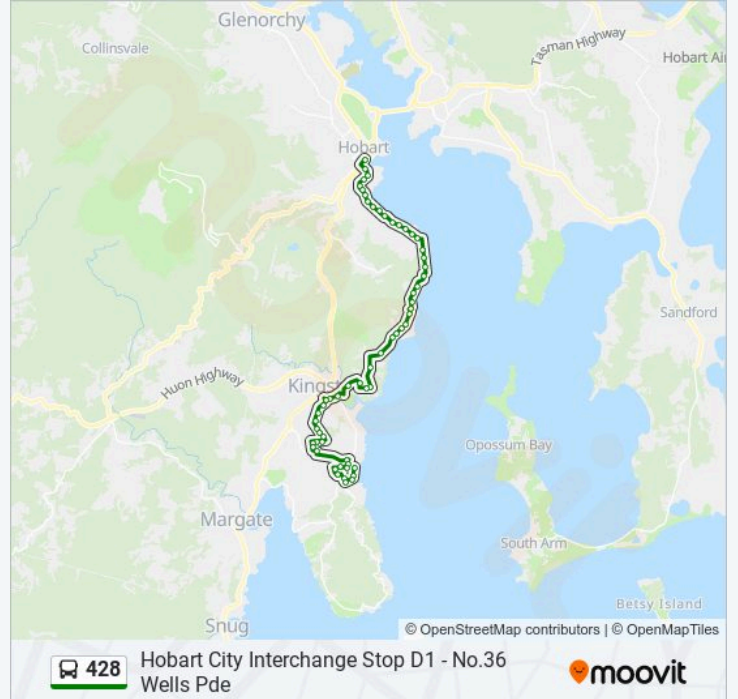 Glenorchy
Collinsvale
Tasman Highway
Hobart Ai
Hobart
Sandford
Huon Highway
Kingst
Opossum Bay
Margate
South Arm
Betsy Island
Snug
© OpenStreetMap contributors | © OpenMapTiles
428
Hobart City Interchange Stop D1 - No.36
Wells Pde
moovit